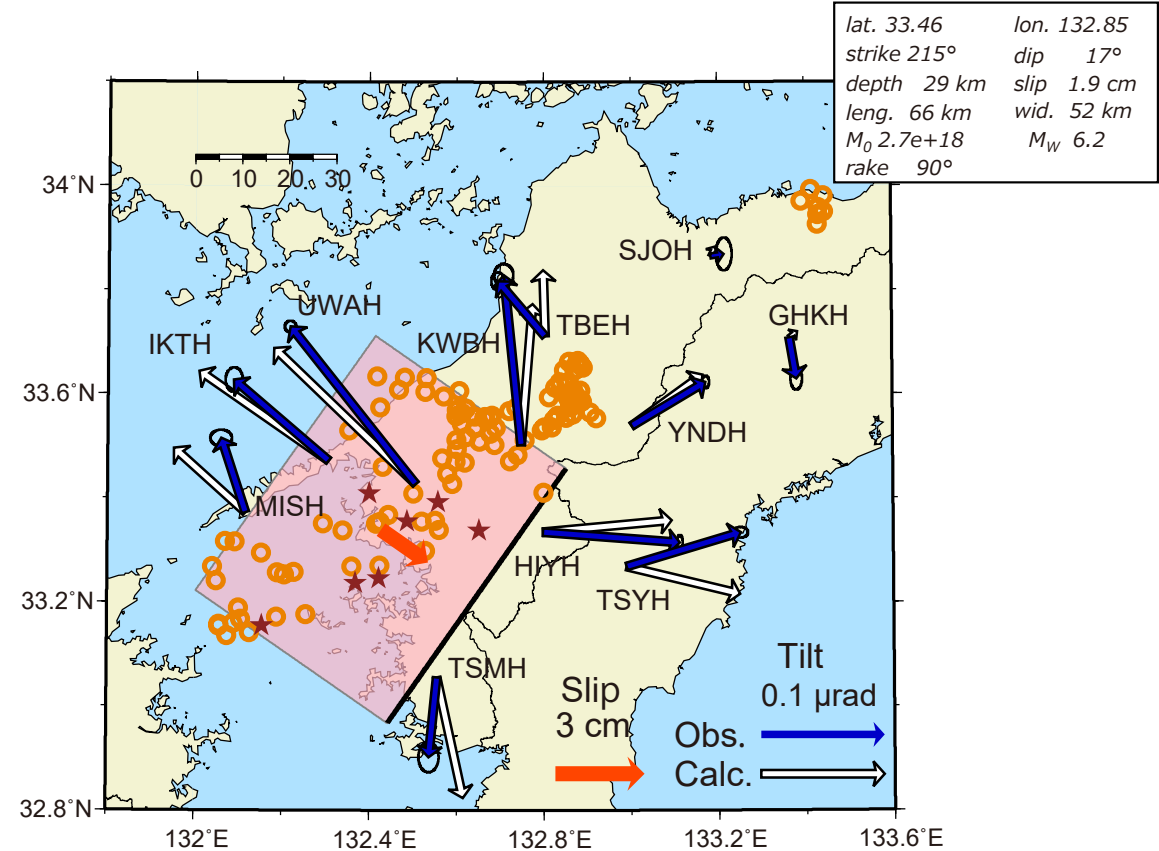 lat. 33.46 lon. 132.85
strike 215° dip 17°
depth 29 km slip 1.9 cm
leng. 66 km wid. 52 km
M0 2.7e+18 MW 6.2
rake 90°
0 10 20 30
34°N
SJOH
UWAH
GHKH
IKTH
KWBH
TBEH
33.6°N
YNDH
MISH
HIYH
33.2°N
TSYH
TSMH
Tilt
Slip
0.1 µrad
3 cm
Obs.
Calc.
32.8°N
132°E 132.4°E 132.8°E 133.2°E 133.6°E